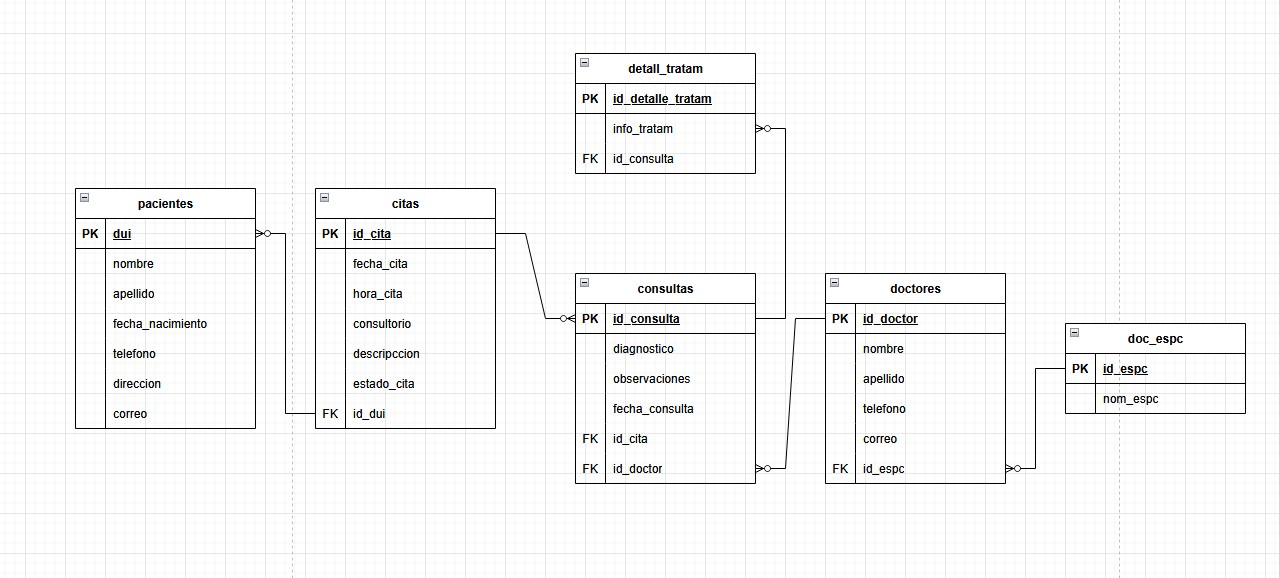 detall_tratam
PK id_detalle_tratam
info_tratam
FK id_consulta
pacientes
PK dui
nombre
apellido
fecha_nacimiento
telefono
direccion
correo
citas
PK id_cita
fecha_cita
hora_cita
consultorio
descripccion
estado_cita
FK id_dui
consultas
PK id_consulta
diagnostico
observaciones
fecha_consulta
FK id_cita
FK id_doctor
doctores
PK id_doctor
nombre
apellido
telefono
correo
FK id_espc
doc_espc
PK id_espc
nom_espc